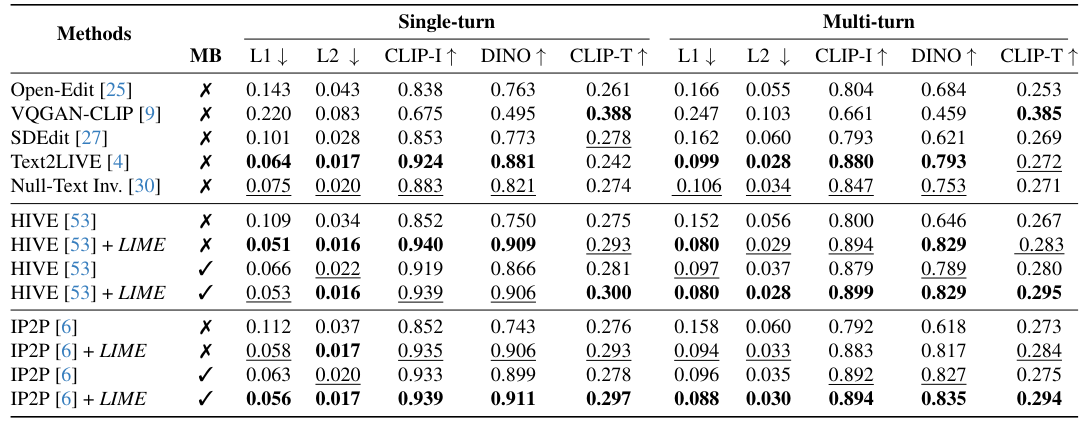 Methods MB Single-turn Multi-turn
L1 ↓ L2 ↓ CLIP-I ↑ DINO ↑ CLIP-T ↑ L1 ↓ L2 ↓ CLIP-I ↑ DINO ↑ CLIP-T ↑
Open-Edit [25] ✗ 0.143 0.043 0.838 0.763 0.261 0.166 0.055 0.804 0.684 0.253
VQGAN-CLIP [9] ✗ 0.220 0.083 0.675 0.495 0.388 0.247 0.103 0.661 0.459 0.385
SDEdit [27] ✗ 0.101 0.028 0.853 0.773 0.278 0.162 0.060 0.793 0.621 0.269
Text2LIVE [4] ✗ 0.064 0.017 0.924 0.881 0.242 0.099 0.028 0.880 0.793 0.272
Null-Text Inv. [30] ✗ 0.075 0.020 0.883 0.821 0.274 0.106 0.034 0.847 0.753 0.271
HIVE [53] ✗ 0.109 0.034 0.852 0.750 0.275 0.152 0.056 0.800 0.646 0.267
HIVE [53] + LIME ✗ 0.051 0.016 0.940 0.909 0.293 0.080 0.029 0.894 0.829 0.283
HIVE [53] ✓ 0.066 0.022 0.919 0.866 0.281 0.097 0.037 0.879 0.789 0.280
HIVE [53] + LIME ✓ 0.053 0.016 0.939 0.906 0.300 0.080 0.028 0.899 0.829 0.295
IP2P [6] ✗ 0.112 0.037 0.852 0.743 0.276 0.158 0.060 0.792 0.618 0.273
IP2P [6] + LIME ✗ 0.058 0.017 0.935 0.906 0.293 0.094 0.033 0.883 0.817 0.284
IP2P [6] ✓ 0.063 0.020 0.933 0.899 0.278 0.096 0.035 0.892 0.827 0.275
IP2P [6] + LIME ✓ 0.056 0.017 0.939 0.911 0.297 0.088 0.030 0.894 0.835 0.294